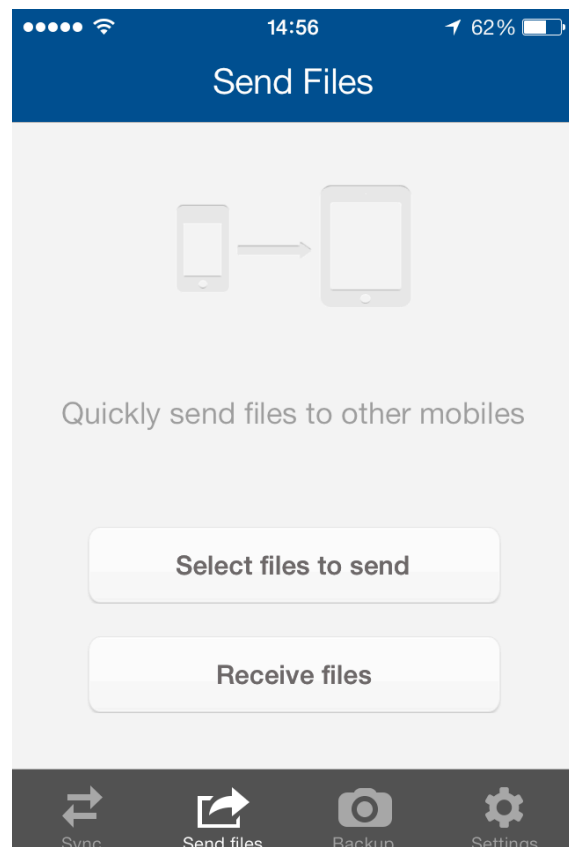 14:56 62%
Send Files
Quickly send files to other mobiles
Select files to send
Receive files
Sync Send files Backup Settings